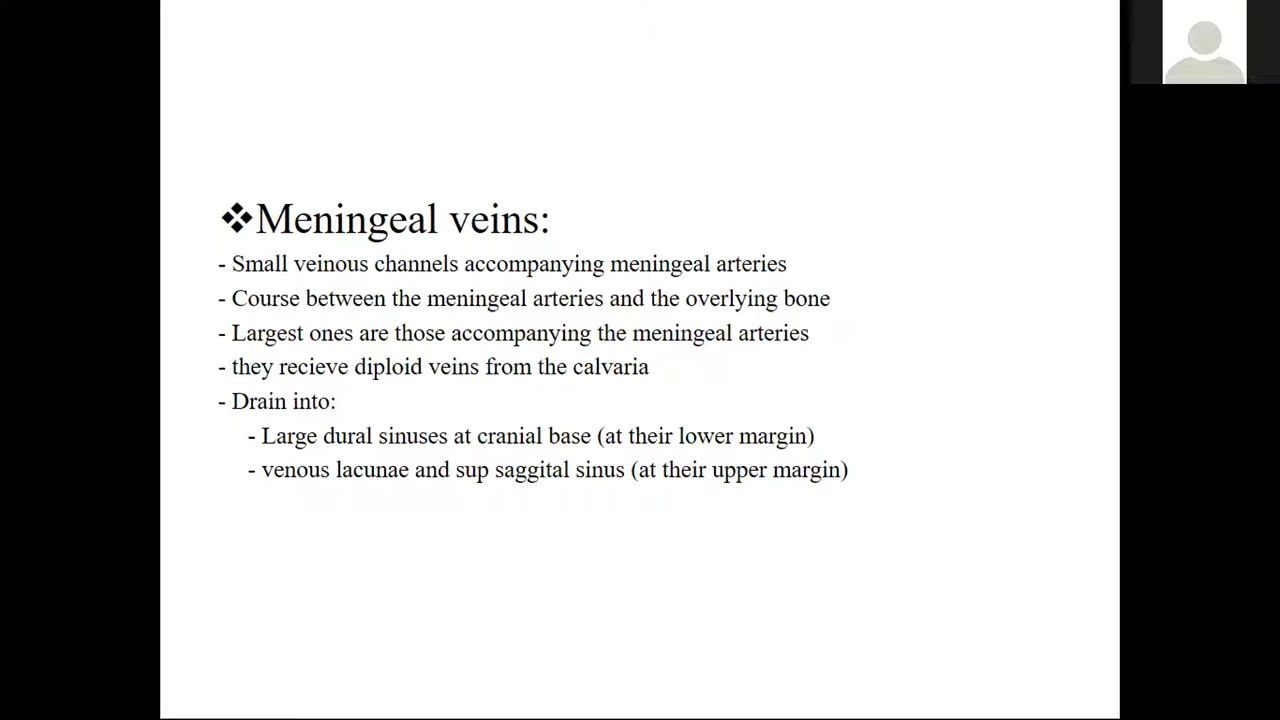 ❖Meningeal veins:
- Small veinous channels accompanying meningeal arteries
- Course between the meningeal arteries and the overlying bone
- Largest ones are those accompanying the meningeal arteries
- they recieve diploid veins from the calvaria
- Drain into:
- Large dural sinuses at cranial base (at their lower margin)
- venous lacunae and sup saggital sinus (at their upper margin)